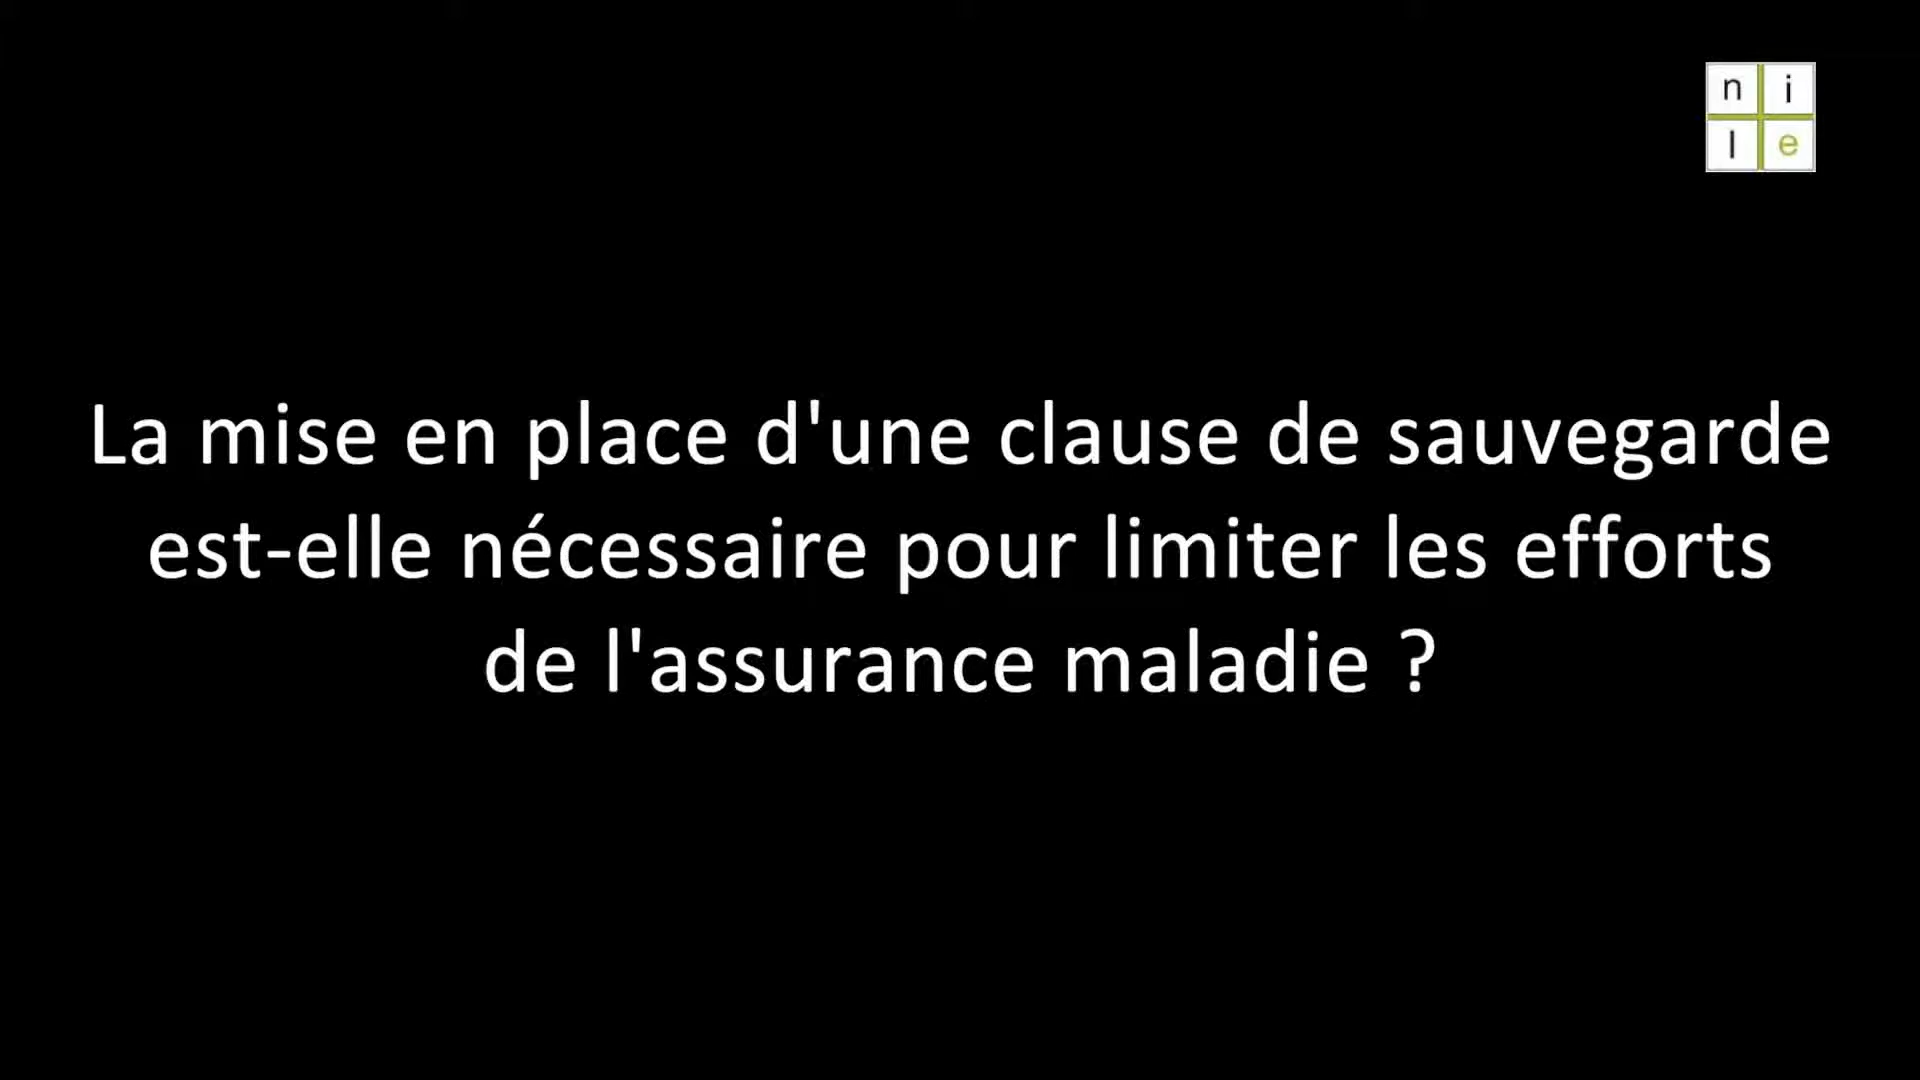 n i
l e
La mise en place d'une clause de sauvegarde
est-elle nécessaire pour limiter les efforts
de l'assurance maladie ?